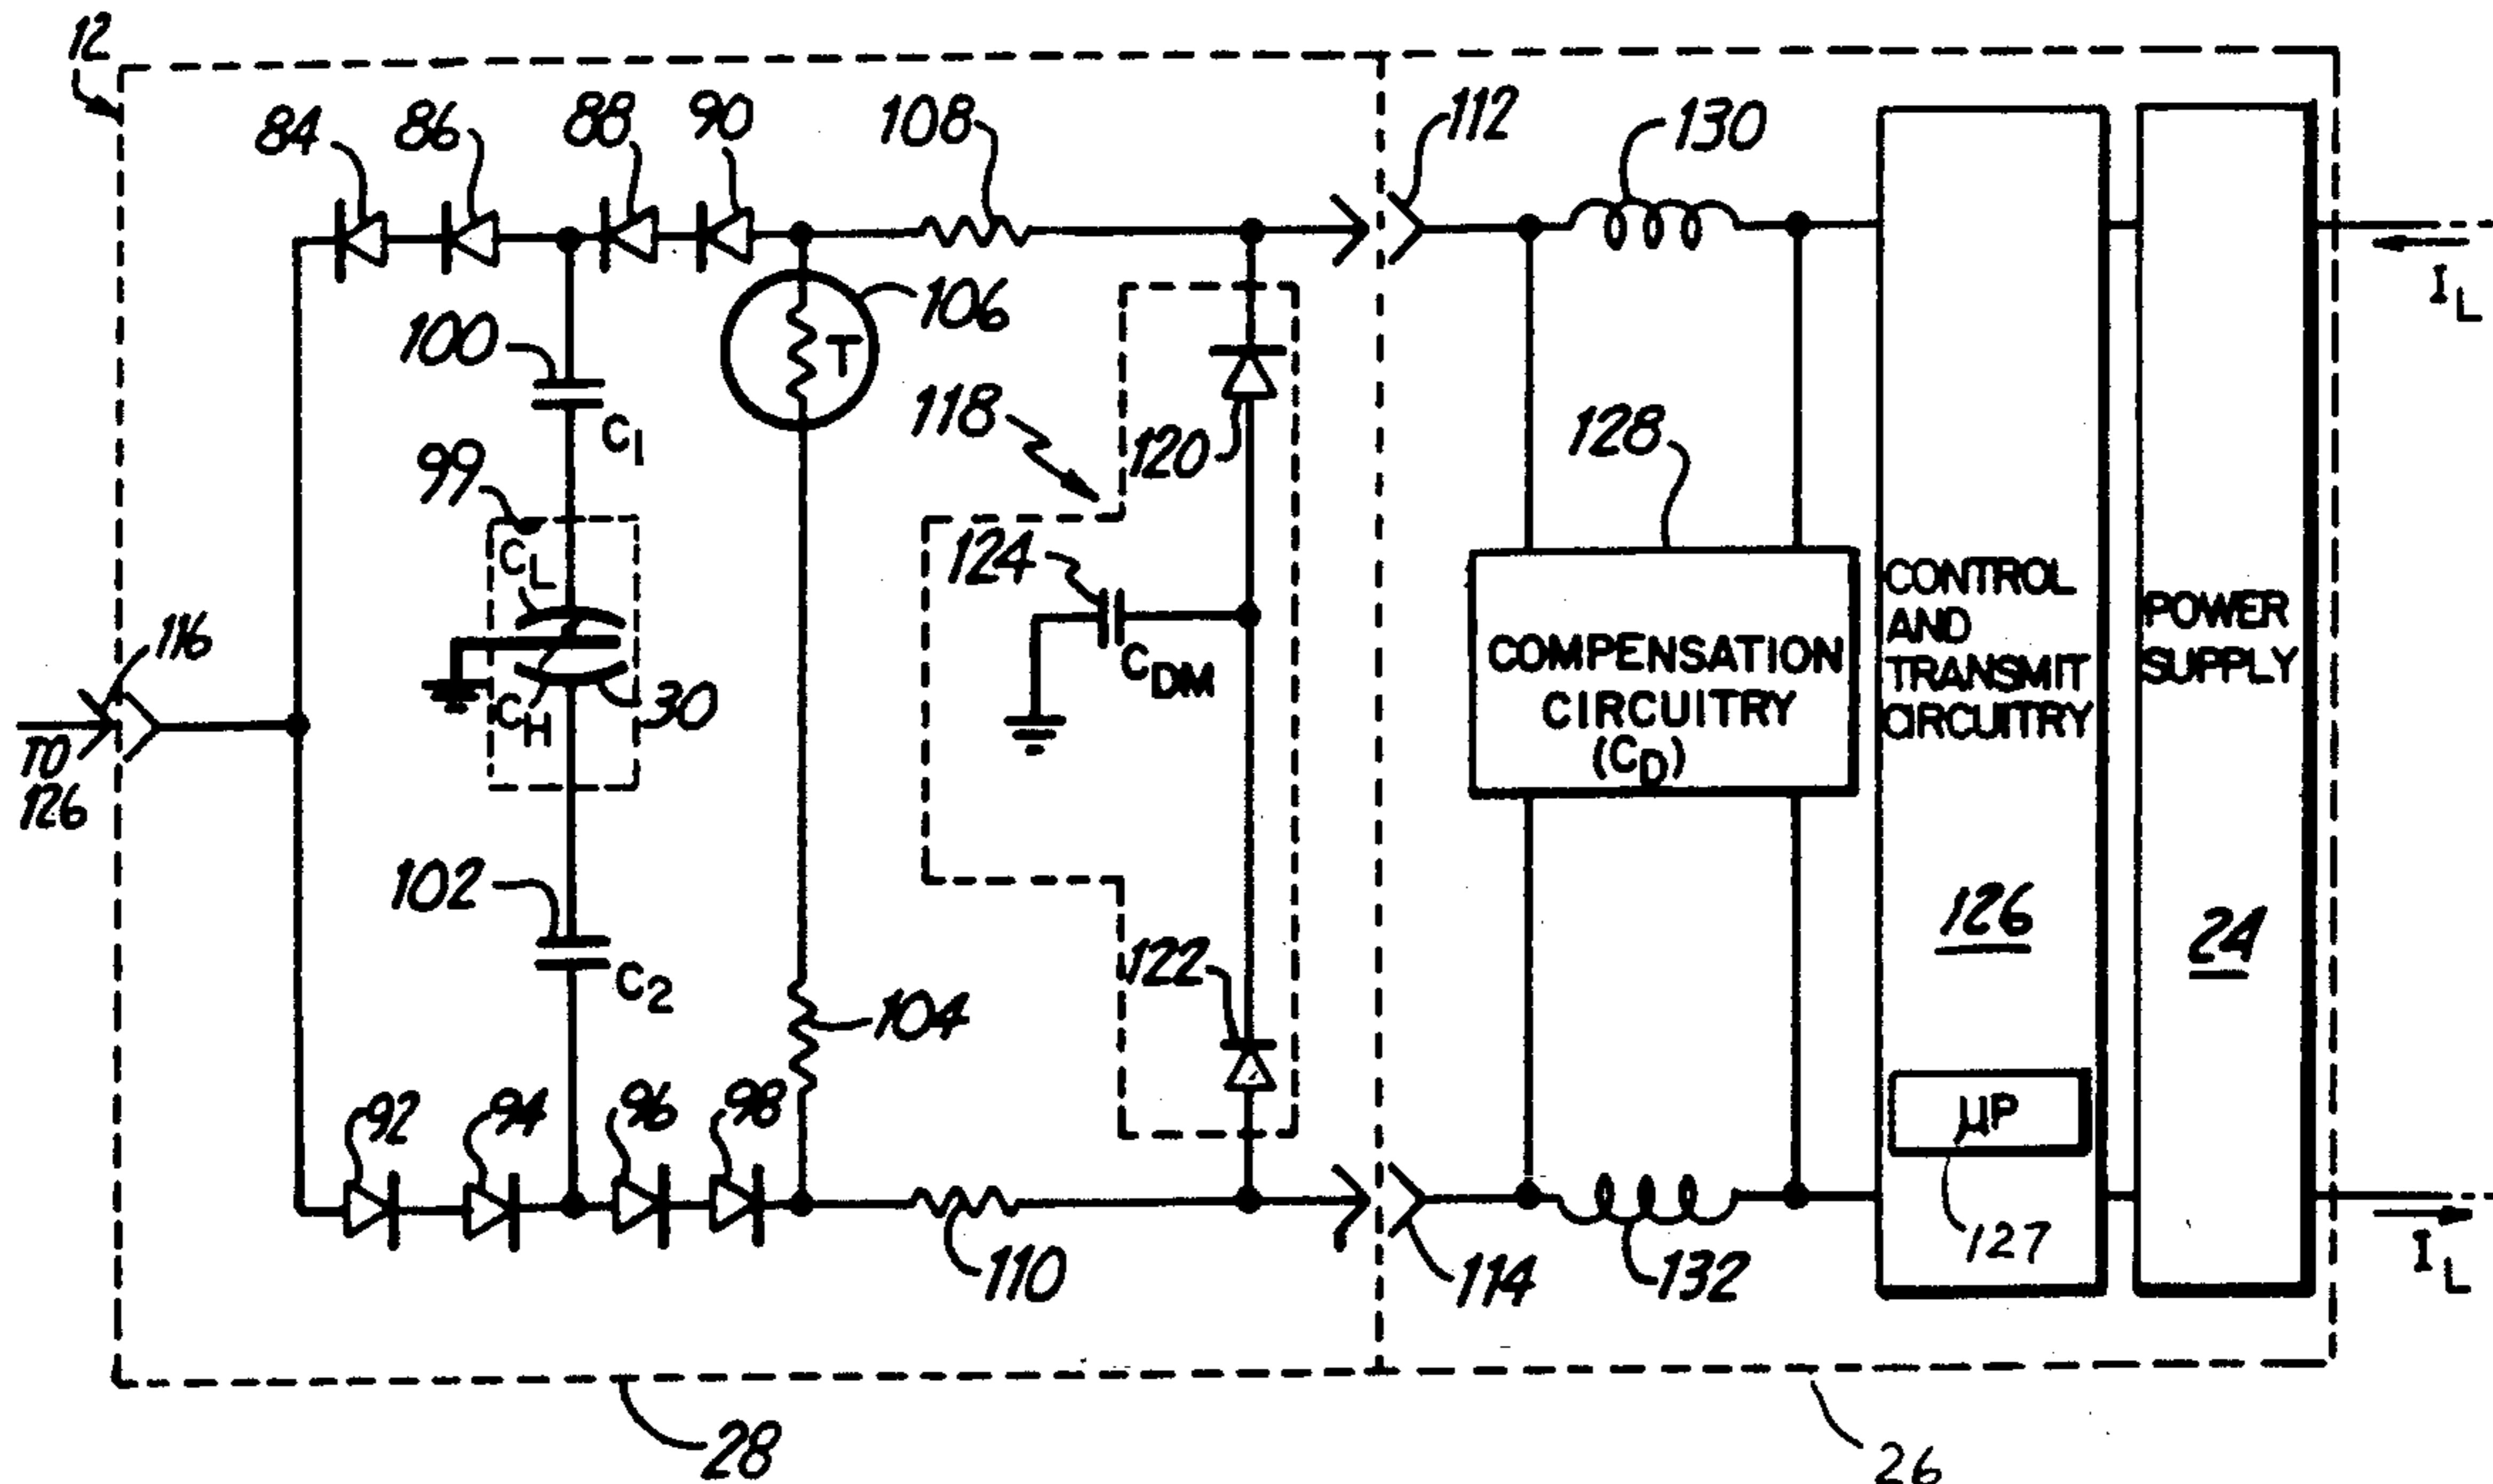 12
84
86
88
90
108
112
130
I L
100
106
C1
118
120
128
99
CL
124
CONTROL
AND
TRANSMIT
CIRCUITRY
POWER
SUPPLY
COMPENSATION
CIRCUITRY
(CD)
116
CDM
CH
30
TO
126
102
C2
122
126
24
104
92
94
96
98
μP
110
114
132
127
I L
28
26